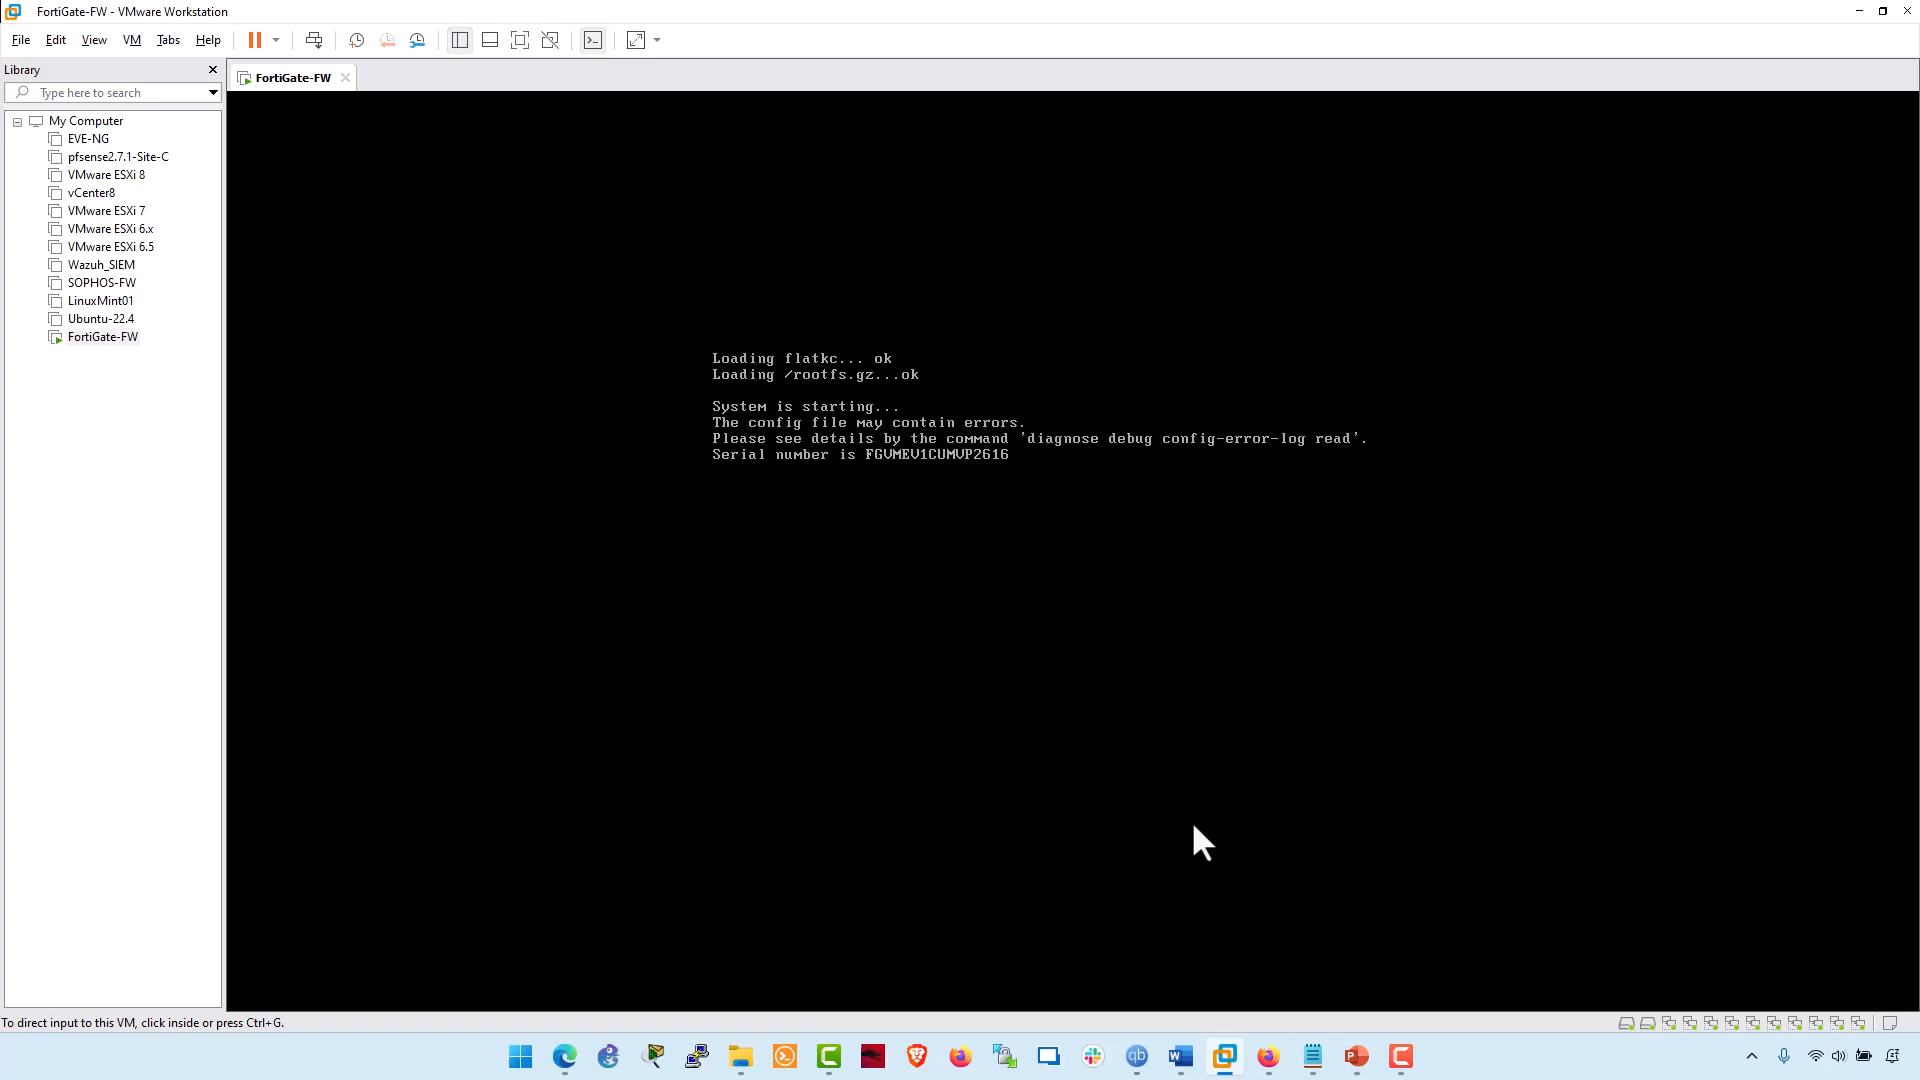 FortiGate-FW - VMware Workstation
File Edit View VM Tabs Help
Library
FortiGate-FW
Type here to search
My Computer
EVE-NG
pfsense2.7.1-Site-C
VMware ESXi 8
vCenter8
VMware ESXi 7
VMware ESXi 6.x
VMware ESXi 6.5
Wazuh_SIEM
SOPHOS-FW
LinuxMint01
Ubuntu-22.4
FortiGate-FW
Loading flatkc... ok
Loading /rootfs.gz...ok
System is starting...
The config file may contain errors.
Please see details by the command 'diagnose debug config-error-log read'.
Serial number is FGVMEV1CUMVP2616
To direct input to this VM, click inside or press Ctrl+G.